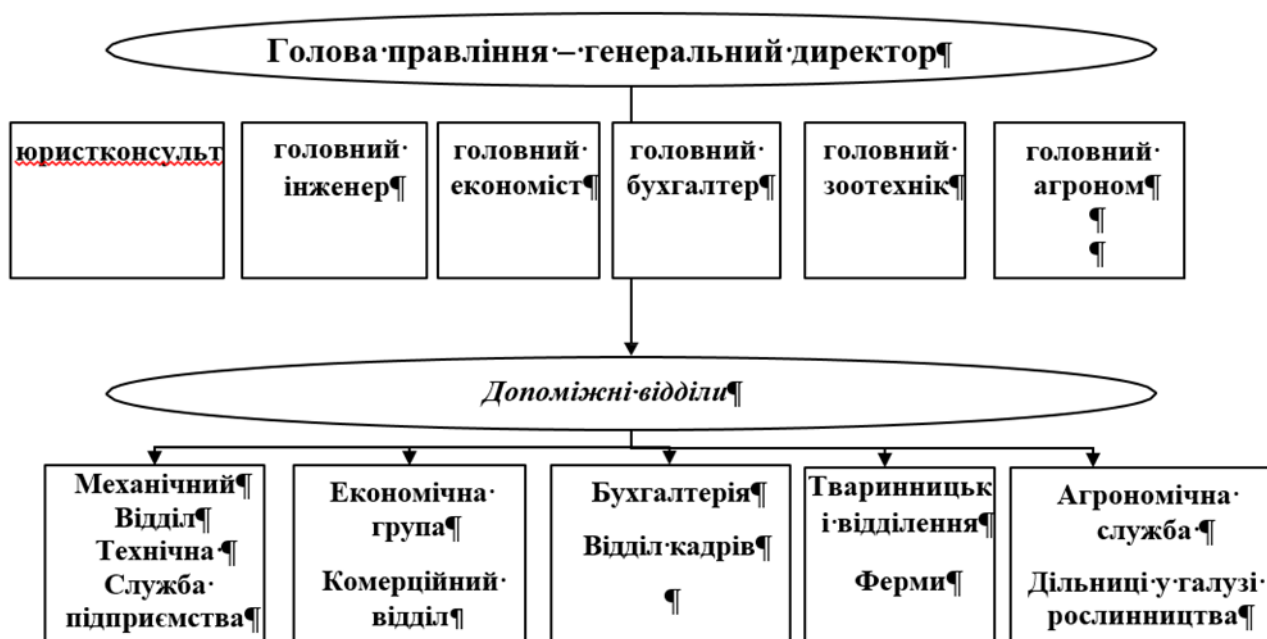 Голова·правління·–·генеральний·директор¶
юристконсульт
головний·
інженер¶
головний·
економіст¶
головний·
бухгалтер¶
головний·
зоотехнік¶
головний·
агроном¶
¶
¶
Допоміжні·відділи¶
Механічний¶
Відділ¶
Технічна·¶
Служба·
підприємства¶
Економічна·
група¶
Комерційний·
відділ¶
Бухгалтерія¶
Відділ·кадрів¶
¶
Тваринницьк
і·відділення¶
Ферми¶
Агрономічна·
служба¶
Дільниці·у·галузі·
рослинництва¶